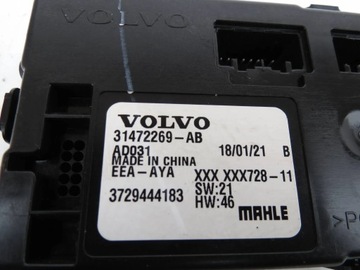 VOLVO
31472269-AB
AD031 18/01/21 B
MADE IN CHINA
EEA-AYA XXX XXX728-11
SW:21
3729444183 HW:46
MAHLE